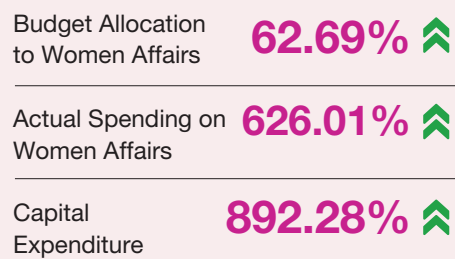 Budget Allocation
to Women Affairs
62.69%
Actual Spending on
Women Affairs
626.01%
Capital
Expenditure
892.28%